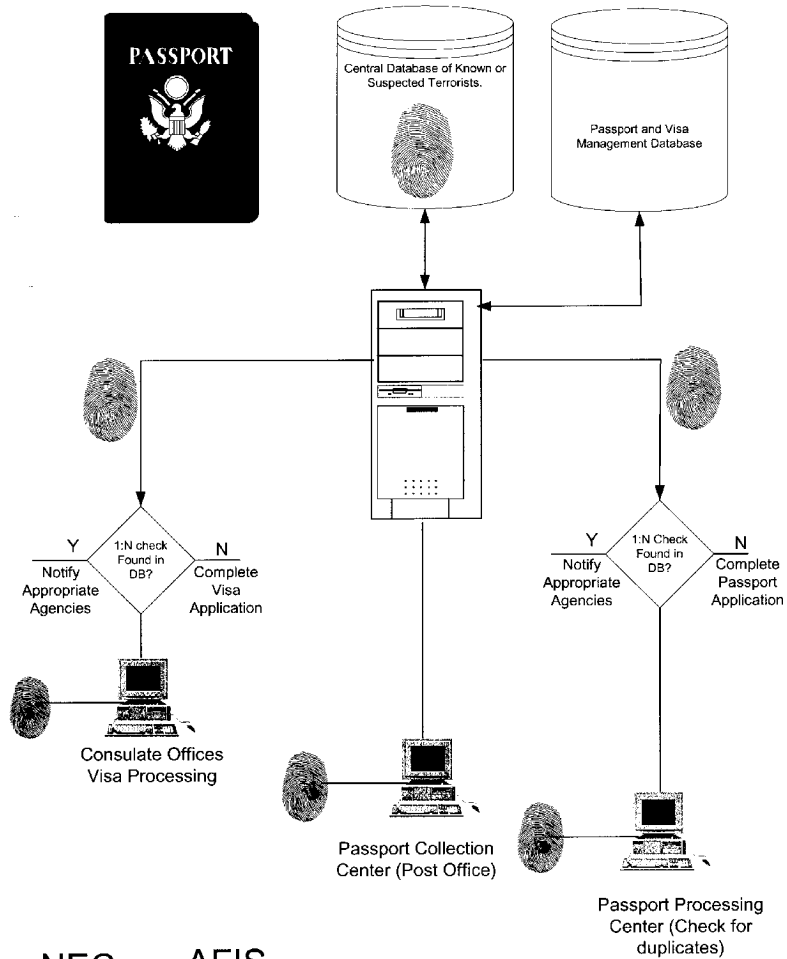 PASSPORT
Central Database of Known or
Suspected Terrorists.
Passport and Visa
Management Database
Y
1:N check
Found in
DB?
N
Notify
Appropriate
Agencies
Complete
Visa
Application
Y
1:N Check
Found in
DB?
N
Notify
Appropriate
Agencies
Complete
Passport
Application
Consulate Offices
Visa Processing
Passport Collection
Center (Post Office)
Passport Processing
Center (Check for
duplicates)
NEC AFIS